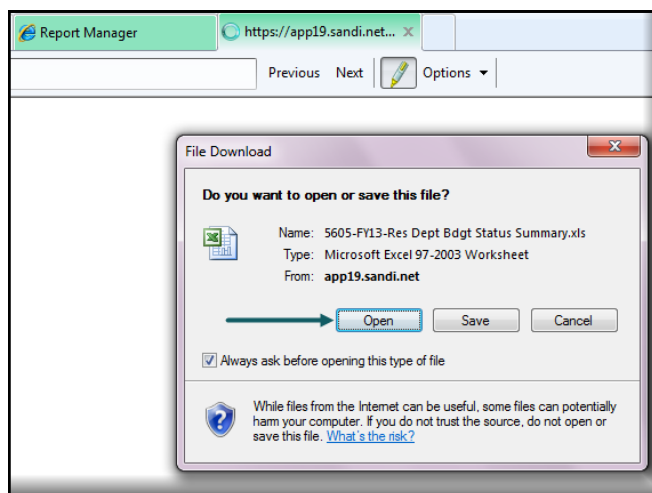 Report Manager
https://app19.sandi.net...
Previous Next Options
File Download
Do you want to open or save this file?
Name: 5605-FY13-Res Dept Bdgt Status Summary.xls
Type: Microsoft Excel 97-2003 Worksheet
From: app19.sandi.net
Open Save Cancel
Always ask before opening this type of file
While files from the Internet can be useful, some files can potentially
harm your computer. If you do not trust the source, do not open or
save this file. What's the risk?